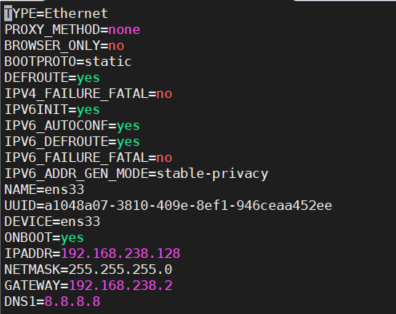 TYPE=Ethernet
PROXY_METHOD=none
BROWSER_ONLY=no
BOOTPROTO=static
DEFROUTE=yes
IPV4_FAILURE_FATAL=no
IPV6INIT=yes
IPV6_AUTOCONF=yes
IPV6_DEFROUTE=yes
IPV6_FAILURE_FATAL=no
IPV6_ADDR_GEN_MODE=stable-privacy
NAME=ens33
UUID=a1048a07-3810-409e-8ef1-946ceaa452ee
DEVICE=ens33
ONBOOT=yes
IPADDR=192.168.238.128
NETMASK=255.255.255.0
GATEWAY=192.168.238.2
DNS1=8.8.8.8